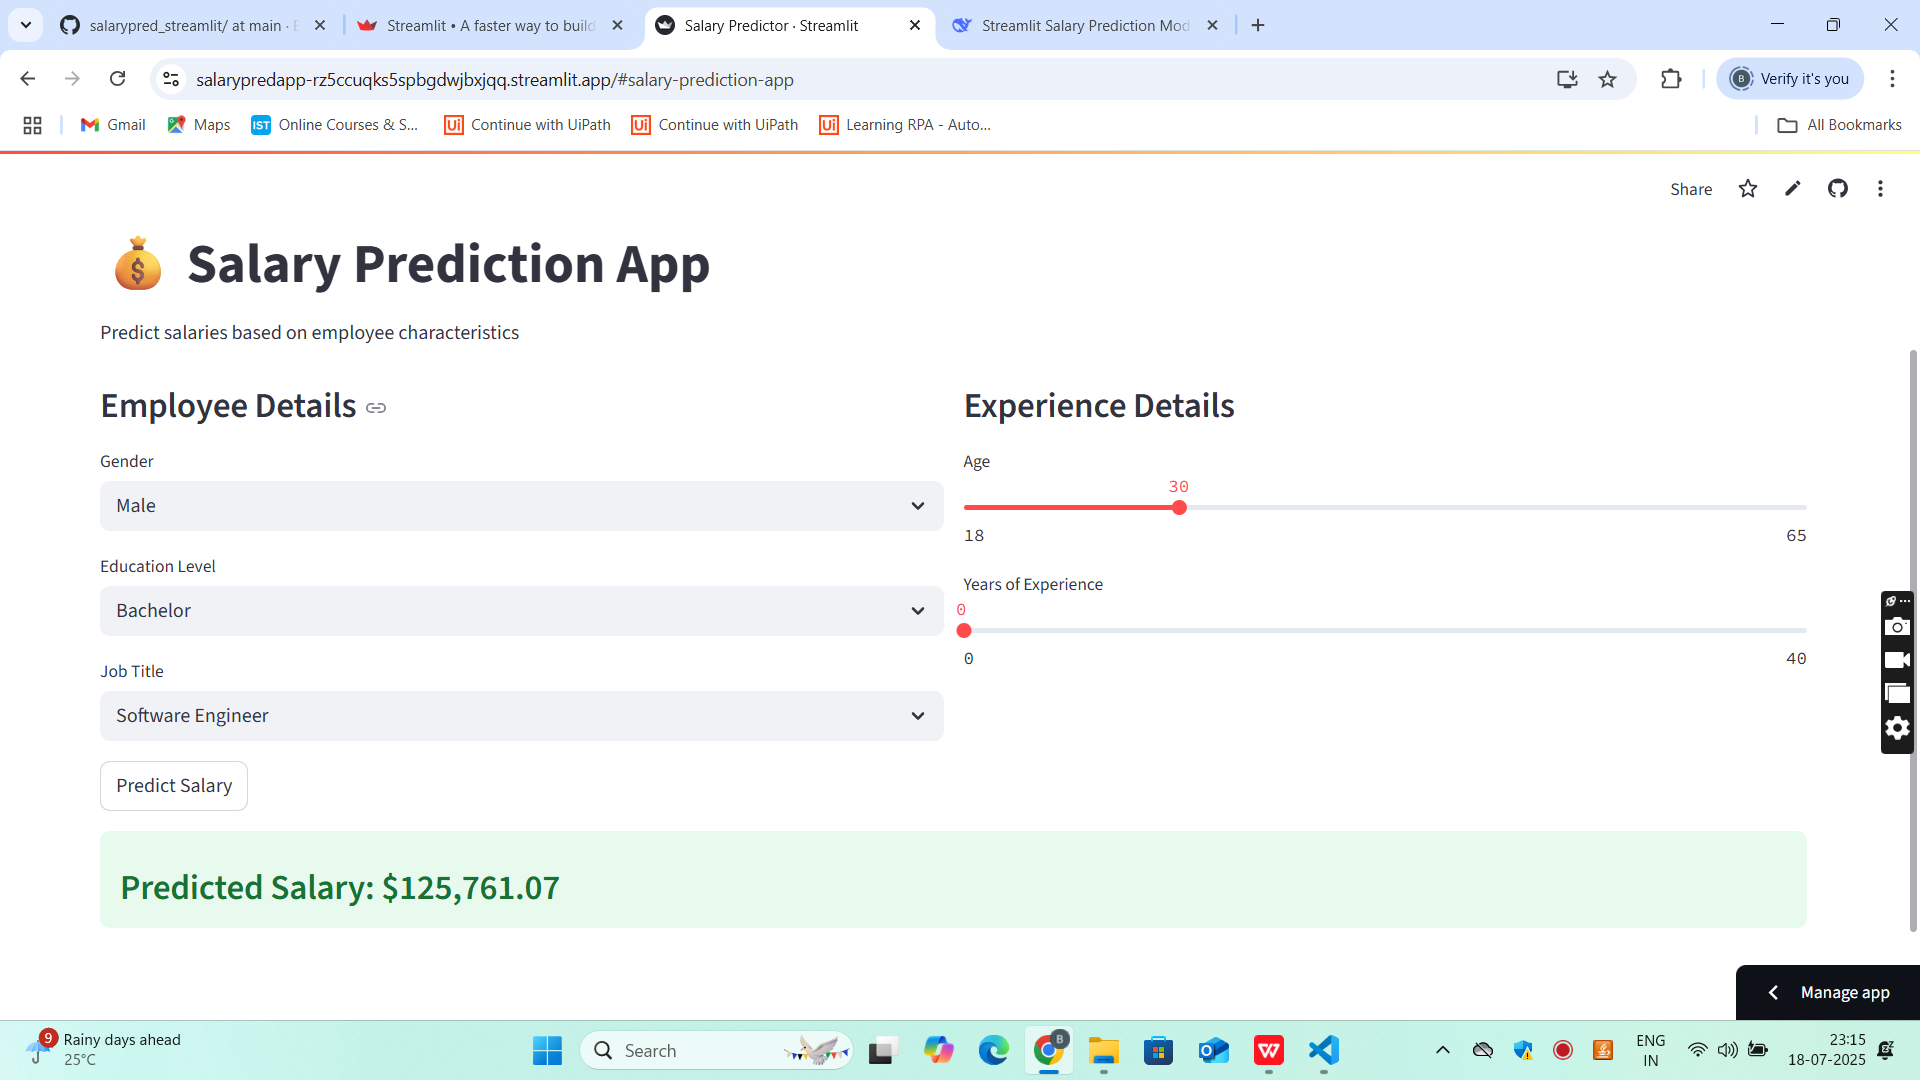 salarypred_streamlit/ at main ·
Streamlit • A faster way to build
Salary Predictor · Streamlit
Streamlit Salary Prediction Mod
salarypredapp-rz5ccuqks5spbgdwjbxjqq.streamlit.app/#salary-prediction-app
B
Verify it's you
Gmail
Maps
IST
Online Courses & S...
Ui
Continue with UiPath
Ui
Continue with UiPath
Ui
Learning RPA - Auto...
All Bookmarks
Share
$
Salary Prediction App
Predict salaries based on employee characteristics
Employee Details
Gender
Male
Education Level
Bachelor
Job Title
Software Engineer
Predict Salary
Experience Details
Age
30
18
65
Years of Experience
0
0
40
Predicted Salary: $125,761.07
Manage app
9
Rainy days ahead
25°C
Search
B
ENG
IN
23:15
18-07-2025